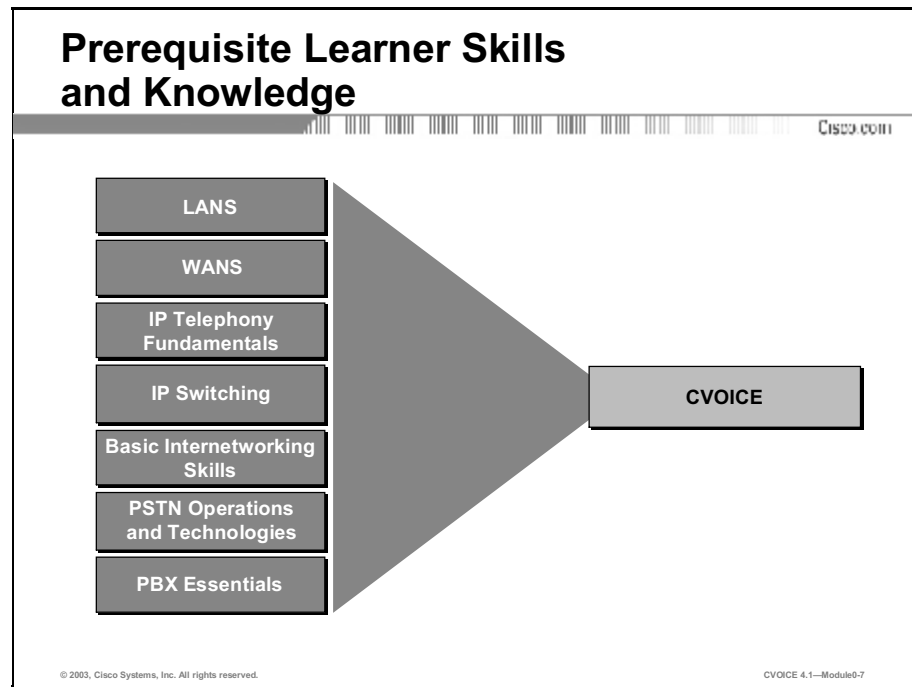 Prerequisite Learner Skills
and Knowledge
Cisco.com
LANS
WANS
IP Telephony
Fundamentals
IP Switching
Basic Internetworking
Skills
PSTN Operations
and Technologies
PBX Essentials
CVOICE
© 2003, Cisco Systems, Inc. All rights reserved.
CVOICE 4.1—Module0-7